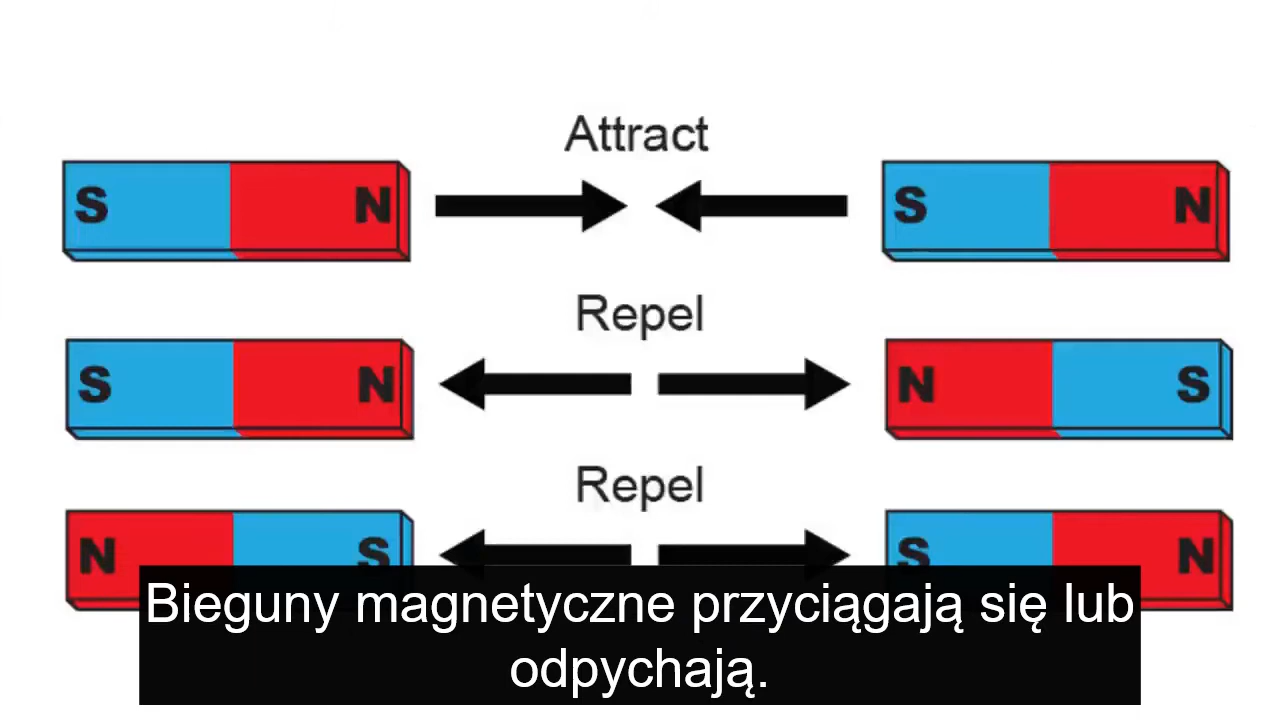 Attract
S N S N
Repel
S N N S
Repel
N S S N
Bieguny magnetyczne przyciągają się lub
odpychają.